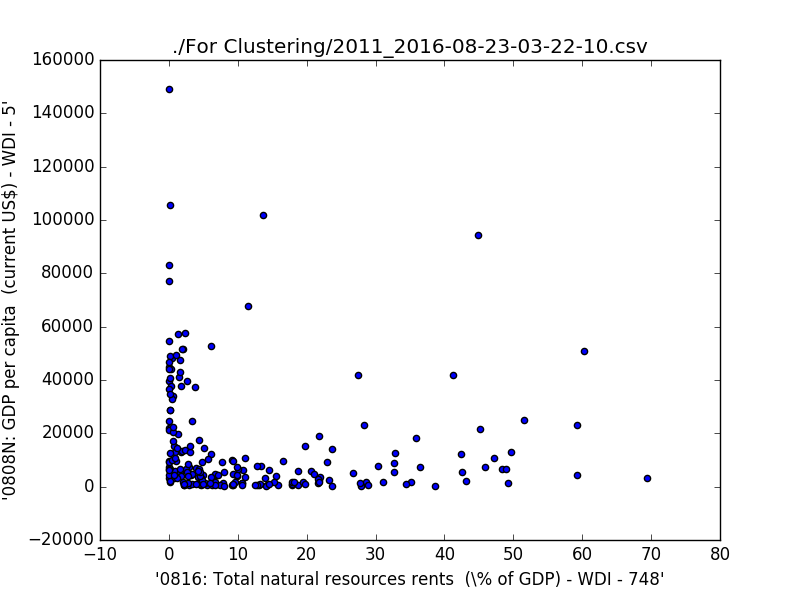 ./For Clustering/2011_2016-08-23-03-22-10.csv
160000
140000
120000
100000
80000
60000
40000
20000
0
−20000
'0808N: GDP per capita  (current US$) - WDI - 5'
−10 0 10 20 30 40 50 60 70 80
'0816: Total natural resources rents  (\% of GDP) - WDI - 748'